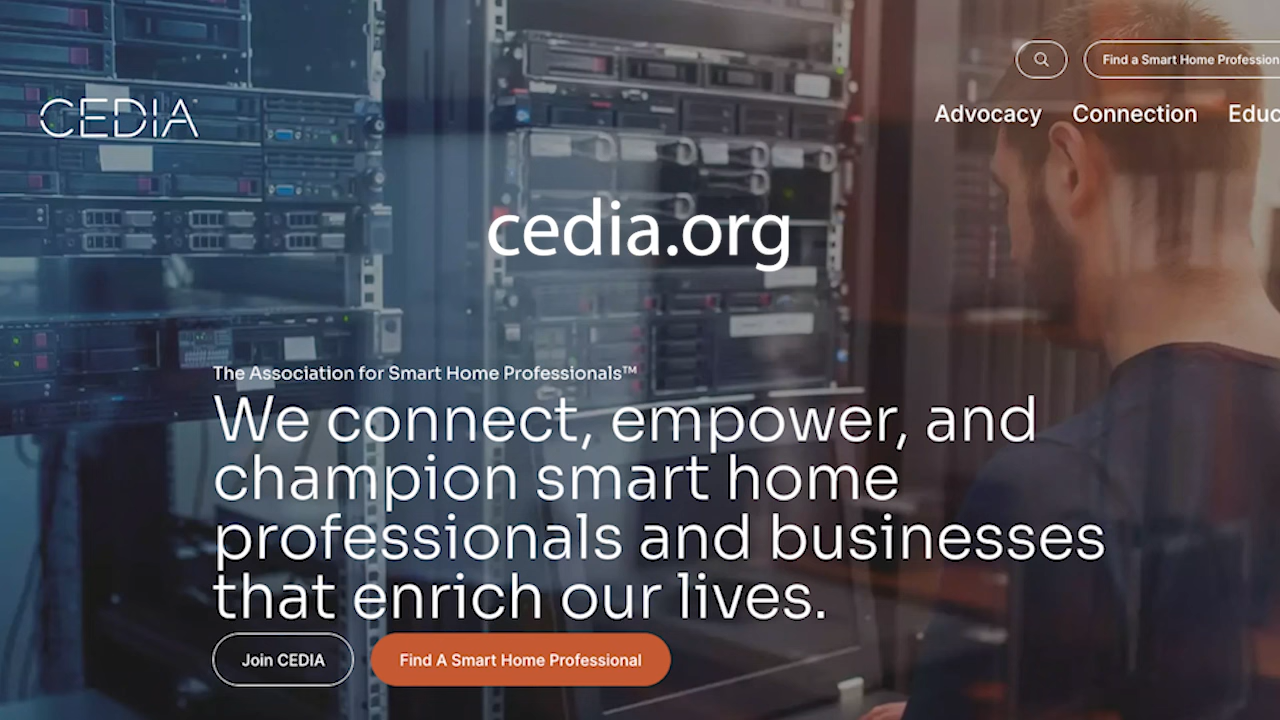 Find a Smart Home Profession
CEDIA
Advocacy Connection Educ
cedia.org
The Association for Smart Home Professionals™
We connect, empower, and
champion smart home
professionals and businesses
that enrich our lives.
Join CEDIA
Find A Smart Home Professional